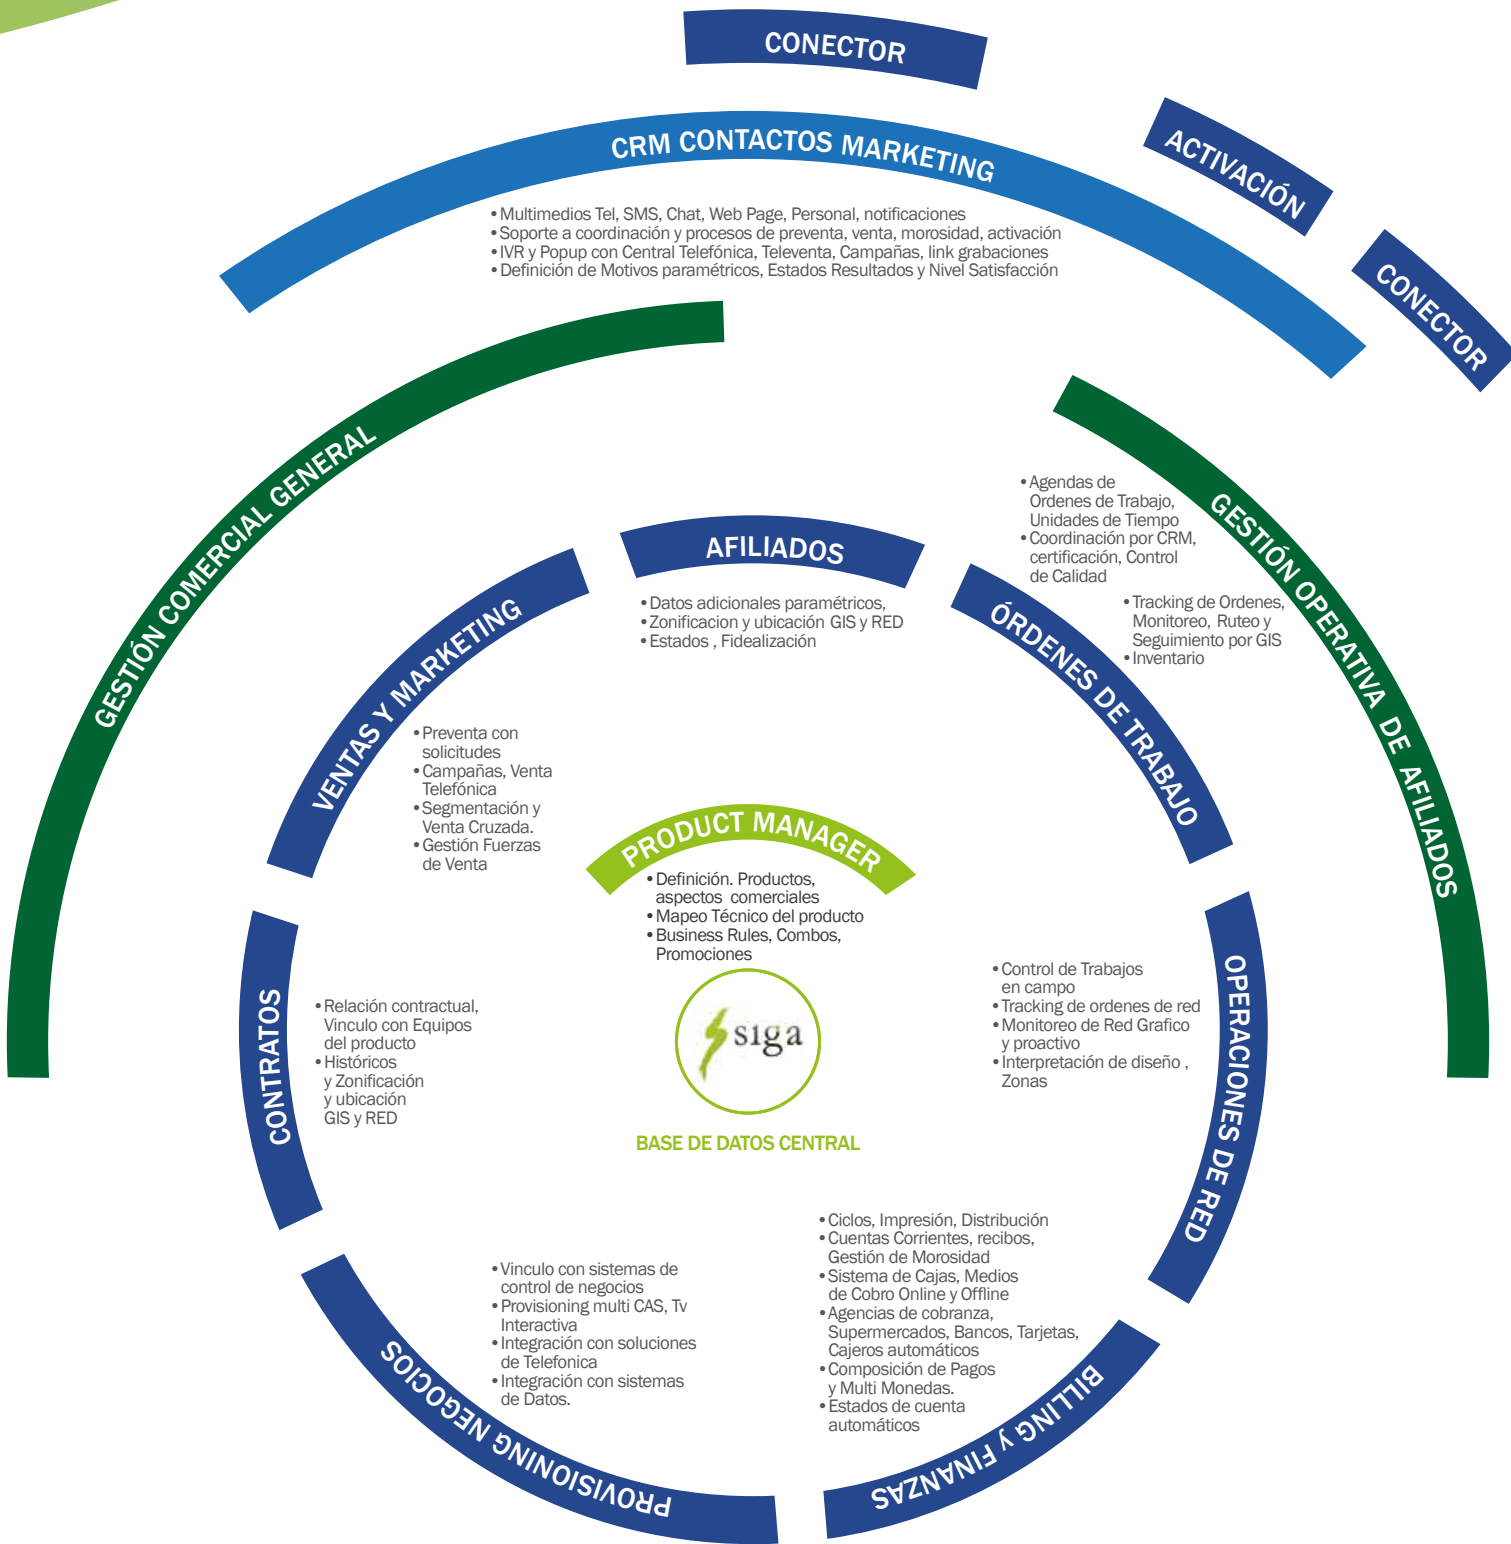 CONECTOR
ACTIVACIÓN
CONECTOR
CRM CONTACTOS MARKETING
•Multimedios Tel, SMS, Chat, Web Page, Personal, notificaciones
•Soporte a coordinación y procesos de preventa, venta, morosidad, activación
•IVR y Popup con Central Telefónica, Televenta, Campañas, link grabaciones
•Definición de Motivos paramétricos, Estados Resultados y Nivel Satisfacción
GESTIÓN COMERCIAL GENERAL
GESTIÓN OPERATIVA DE AFILIADOS
•Agendas de
Ordenes de Trabajo,
Unidades de Tiempo
•Coordinación por CRM,
certificación, Control
de Calidad
•Tracking de Ordenes,
Monitoreo, Ruteo y
Seguimiento por GIS
•Inventario
AFILIADOS
•Datos adicionales paramétricos,
•Zonificacion y ubicación GIS y RED
•Estados , Fidealización
VENTAS Y MARKETING
•Preventa con
solicitudes
•Campañas, Venta
Telefónica
•Segmentación y
Venta Cruzada.
•Gestión Fuerzas
de Venta
ÓRDENES DE TRABAJO
PRODUCT MANAGER
•Definición. Productos,
aspectos comerciales
•Mapeo Técnico del producto
•Business Rules, Combos,
Promociones
siga
BASE DE DATOS CENTRAL
CONTRATOS
•Relación contractual,
Vinculo con Equipos
del producto
•Históricos
y Zonificación
y ubicación
GIS y RED
OPERACIONES DE RED
•Control de Trabajos
en campo
•Tracking de ordenes de red
•Monitoreo de Red Grafico
y proactivo
•Interpretación de diseño ,
Zonas
PROVISIONING NEGOCIOS
•Vinculo con sistemas de
control de negocios
•Provisioning multi CAS, Tv
Interactiva
•Integración con soluciones
de Telefonica
•Integración con sistemas
de Datos.
BILLING y FINANZAS
•Ciclos, Impresión, Distribución
•Cuentas Corrientes, recibos,
Gestión de Morosidad
•Sistema de Cajas, Medios
de Cobro Online y Offline
•Agencias de cobranza,
Supermercados, Bancos, Tarjetas,
Cajeros automáticos
•Composición de Pagos
y Multi Monedas.
•Estados de cuenta
automáticos